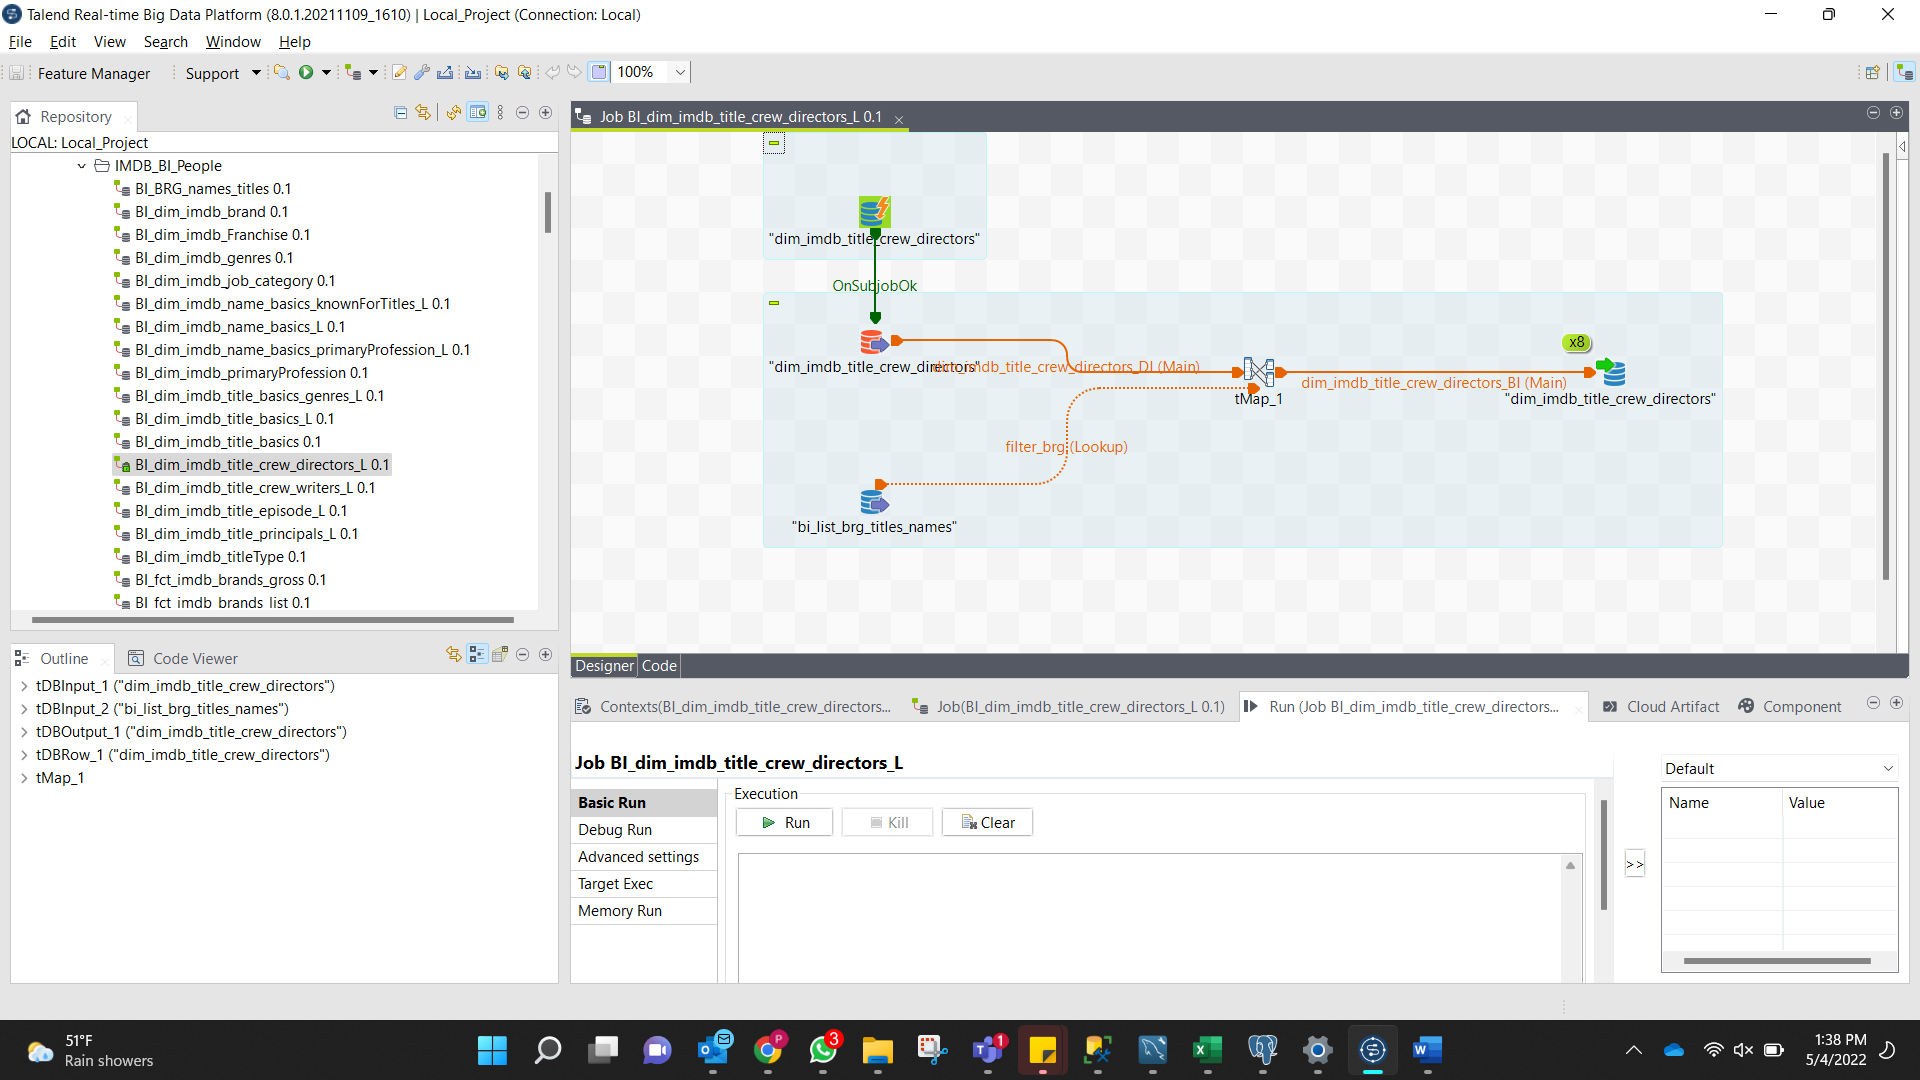 Talend Real-time Big Data Platform (8.0.1.20211109_1610) | Local_Project (Connection: Local)
File Edit View Search Window Help
Feature Manager Support 100%
Repository
LOCAL: Local_Project
IMDB_BI_People
BI_BRG_names_titles 0.1
BI_dim_imdb_brand 0.1
BI_dim_imdb_Franchise 0.1
BI_dim_imdb_genres 0.1
BI_dim_imdb_job_category 0.1
BI_dim_imdb_name_basics_knownForTitles_L 0.1
BI_dim_imdb_name_basics_L 0.1
BI_dim_imdb_name_basics_primaryProfession_L 0.1
BI_dim_imdb_primaryProfession 0.1
BI_dim_imdb_title_basics_genres_L 0.1
BI_dim_imdb_title_basics_L 0.1
BI_dim_imdb_title_basics 0.1
BI_dim_imdb_title_crew_directors_L 0.1
BI_dim_imdb_title_crew_writers_L 0.1
BI_dim_imdb_title_episode_L 0.1
BI_dim_imdb_title_principals_L 0.1
BI_dim_imdb_titleType 0.1
BI_fct_imdb_brands_gross 0.1
BI_fct_imdb_brands_list 0.1
Outline Code Viewer
tDBInput_1 ("dim_imdb_title_crew_directors")
tDBInput_2 ("bi_list_brg_titles_names")
tDBOutput_1 ("dim_imdb_title_crew_directors")
tDBRow_1 ("dim_imdb_title_crew_directors")
tMap_1
Job BI_dim_imdb_title_crew_directors_L 0.1
"dim_imdb_title_crew_directors"
OnSubjobOk
"dim_imdb_title_crew_directors"
dim_imdb_title_crew_directors_DI (Main)
tMap_1
dim_imdb_title_crew_directors_BI (Main)
x8
"dim_imdb_title_crew_directors"
filter_brg (Lookup)
"bi_list_brg_titles_names"
Designer Code
Contexts(BI_dim_imdb_title_crew_directors... Job(BI_dim_imdb_title_crew_directors_L 0.1) Run (Job BI_dim_imdb_title_crew_directors... Cloud Artifact Component
Job BI_dim_imdb_title_crew_directors_L
Basic Run
Debug Run
Advanced settings
Target Exec
Memory Run
Execution
Run Kill Clear
>>
Default
Name Value
51°F
Rain showers
P
3
1
1:38 PM
5/4/2022